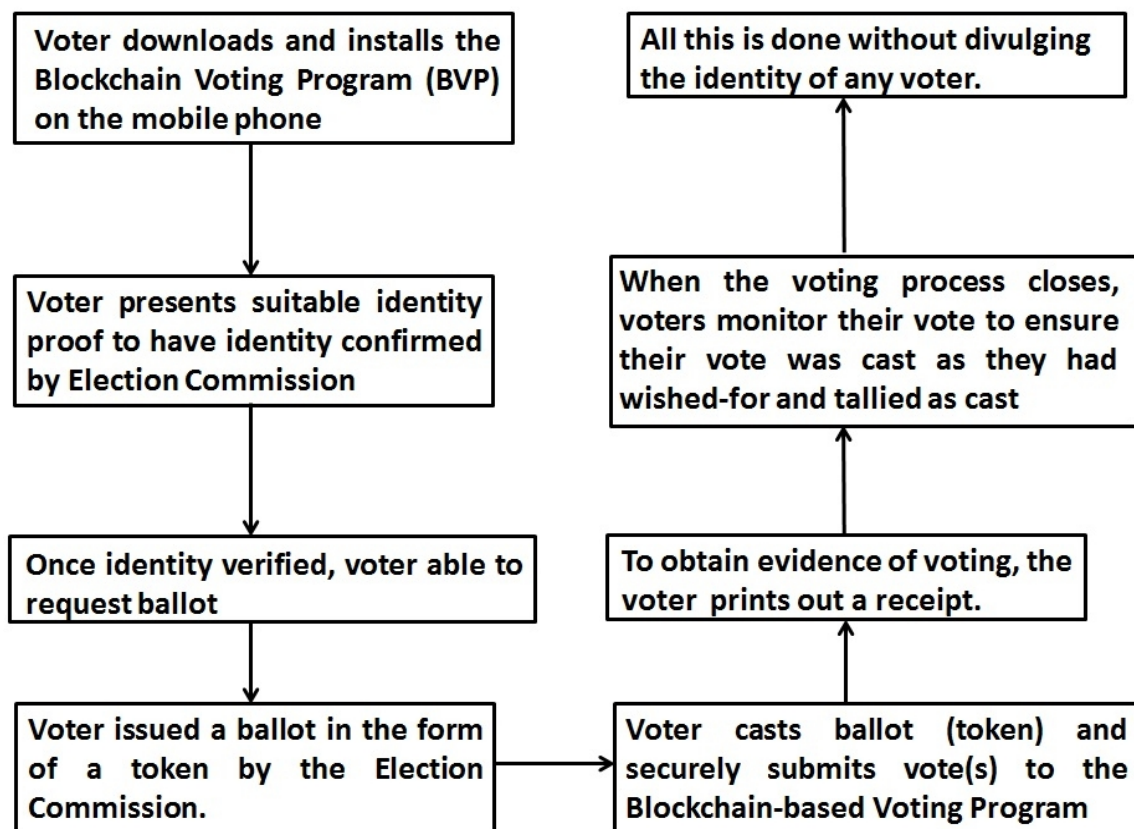 Voter downloads and installs the
Blockchain Voting Program (BVP)
on the mobile phone
Voter presents suitable identity
proof to have identity confirmed
by Election Commission
Once identity verified, voter able to
request ballot
Voter issued a ballot in the form
of a token by the Election
Commission.
Voter casts ballot (token) and
securely submits vote(s) to the
Blockchain-based Voting Program
To obtain evidence of voting, the
voter prints out a receipt.
When the voting process closes,
voters monitor their vote to ensure
their vote was cast as they had
wished-for and tallied as cast
All this is done without divulging
the identity of any voter.